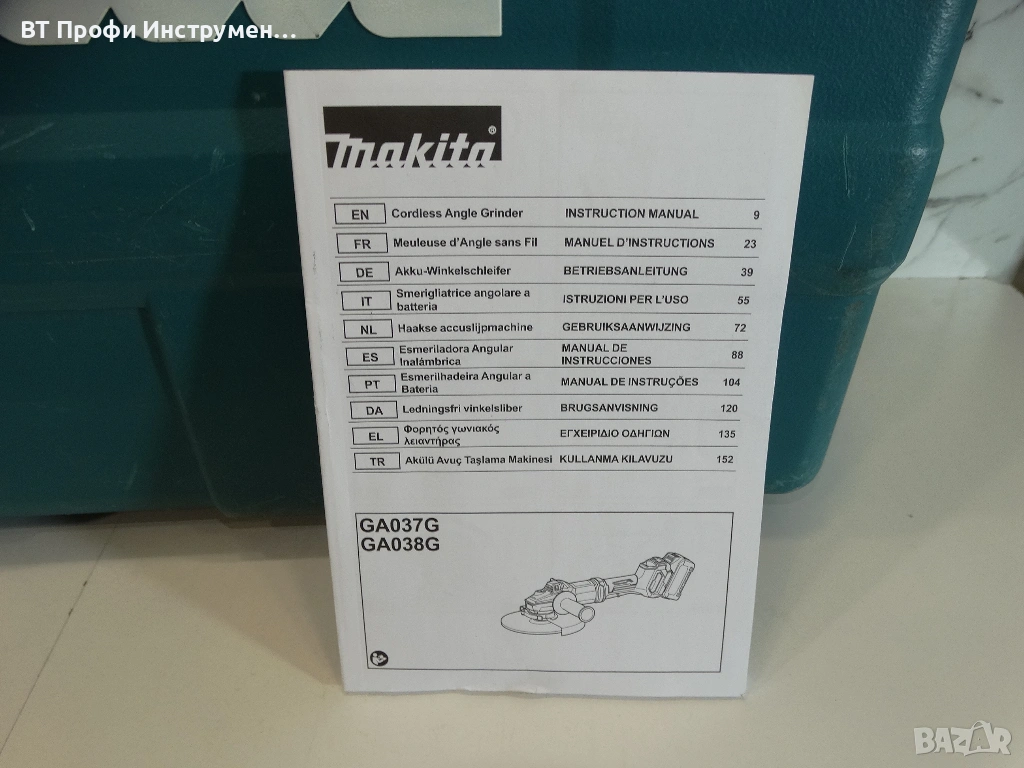 ВТ Профи Инструмен...
makita®
EN Cordless Angle Grinder INSTRUCTION MANUAL 9
FR Meuleuse d'Angle sans Fil MANUEL D'INSTRUCTIONS 23
DE Akku-Winkelschleifer BETRIEBSANLEITUNG 39
IT Smerigliatrice angolare a batteria ISTRUZIONI PER L'USO 55
NL Haakse accuslijpmachine GEBRUIKSAANWIJZING 72
ES Esmeriladora Angular Inalámbrica MANUAL DE INSTRUCCIONES 88
PT Esmerilhadeira Angular a Bateria MANUAL DE INSTRUÇÕES 104
DA Ledningsfri vinkelsliber BRUGSANVISNING 120
EL Φορητός γωνιακός λειαντήρας ΕΓΧΕΙΡΙΔΙΟ ΟΔΗΓΙΩΝ 135
TR Akülü Avuç Taşlama Makinesi KULLANMA KILAVUZU 152
GA037G
GA038G
BAZAR